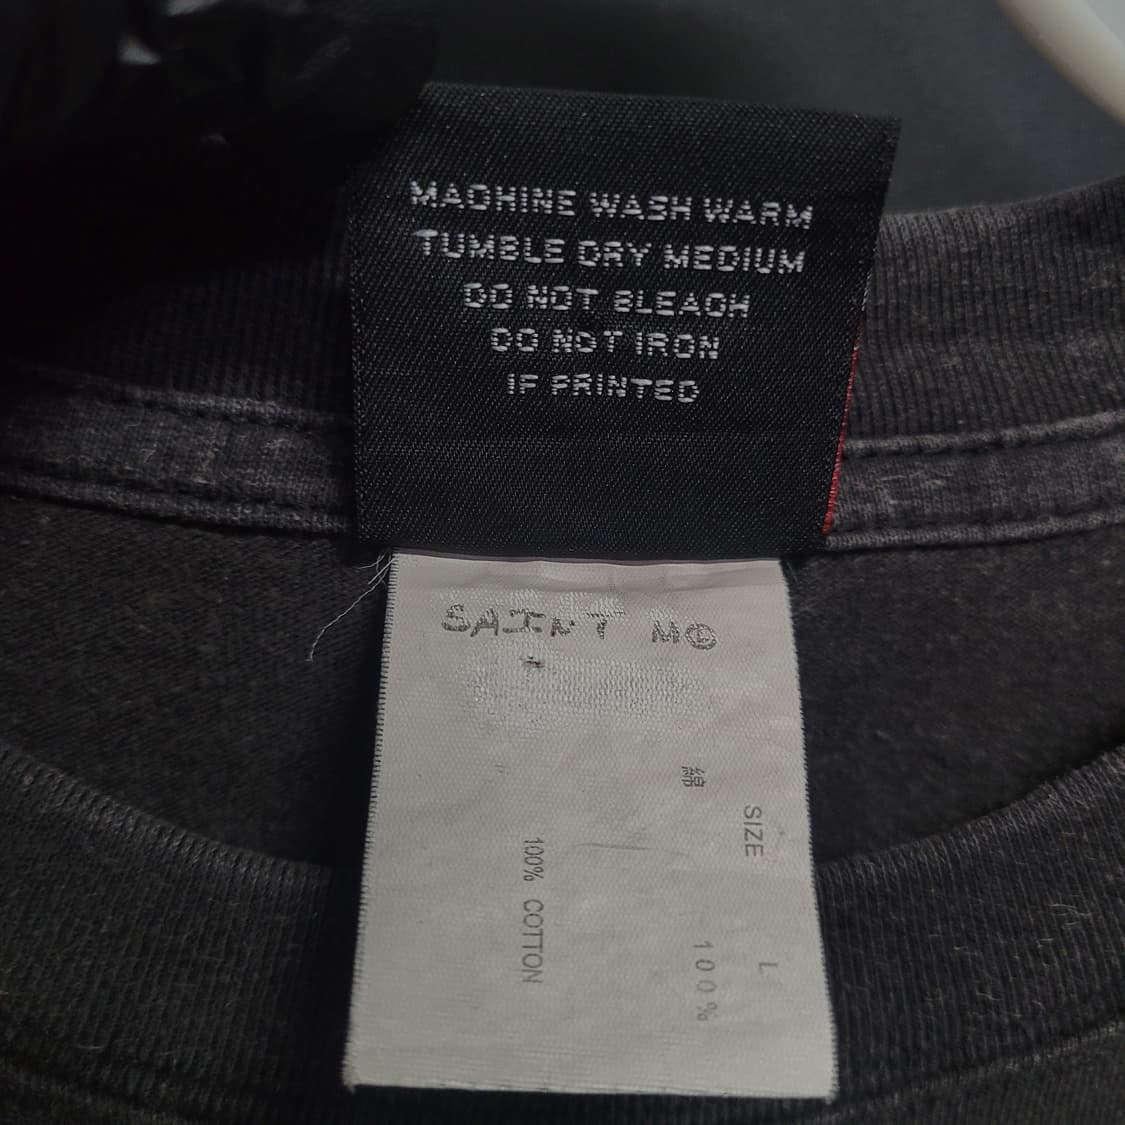 MACHINE WASH WARM
TUMBLE DRY MEDIUM
DO NOT BLEACH
DO NOT IRON
IF PRINTED
SAINT M
SIZE L
綿 100%
100% COTTON